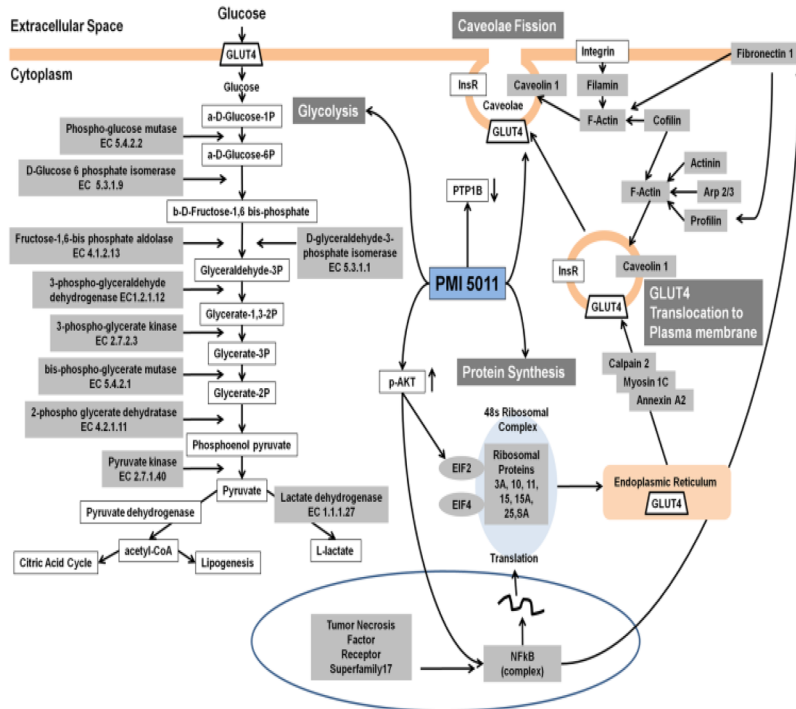 Extracellular Space
Cytoplasm
Glucose
GLUT4
Glucose
a-D-Glucose-1P
Phospho-glucose mutase
EC 5.4.2.2
a-D-Glucose-6P
D-Glucose 6 phosphate isomerase
EC 5.3.1.9
b-D-Fructose-1,6 bis-phosphate
Fructose-1,6-bis phosphate aldolase
EC 4.1.2.13
D-glyceraldehyde-3-
phosphate isomerase
EC 5.3.1.1
Glyceraldehyde-3P
3-phospho-glyceraldehyde
dehydrogenase EC1.2.1.12
Glycerate-1,3-2P
3-phospho-glycerate kinase
EC 2.7.2.3
Glycerate-3P
bis-phospho-glycerate mutase
EC 5.4.2.1
Glycerate-2P
2-phospho glycerate dehydratase
EC 4.2.1.11
Phosphoenol pyruvate
Pyruvate kinase
EC 2.7.1.40
Pyruvate
Pyruvate dehydrogenase
Lactate dehydrogenase
EC 1.1.1.27
acetyl-CoA
L-lactate
Citric Acid Cycle
Lipogenesis
Glycolysis
Caveolae Fission
InsR
Caveolae
GLUT4
Caveolin 1
Integrin
Filamin
F-Actin
Cofilin
Fibronectin 1
Actinin
F-Actin
Arp 2/3
Profilin
PTP1B
PMI 5011
InsR
Caveolin 1
GLUT4
GLUT4
Translocation to
Plasma membrane
Protein Synthesis
p-AKT
Calpain 2
Myosin 1C
Annexin A2
48s Ribosomal
Complex
EIF2
EIF4
Ribosomal
Proteins
3A, 10, 11,
15, 15A,
25,SA
Endoplasmic Reticulum
GLUT4
Translation
Tumor Necrosis
Factor
Receptor
Superfamily17
NFkB
(complex)